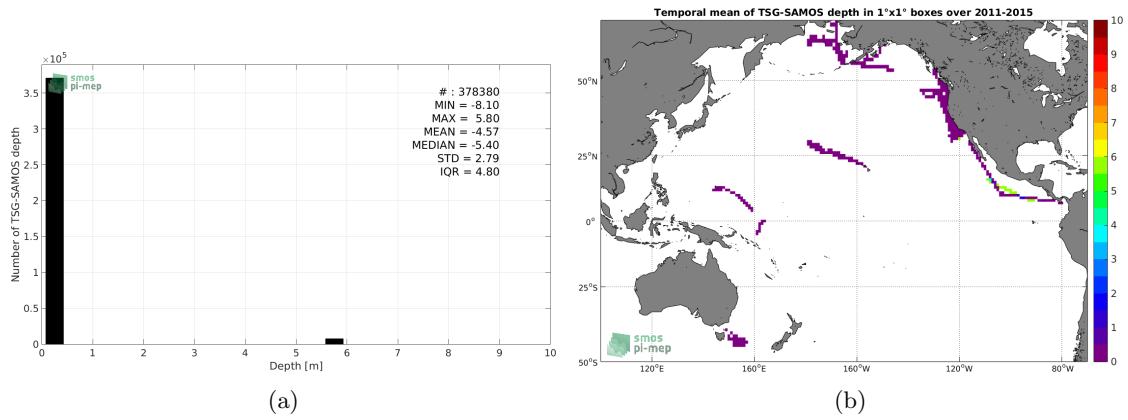 ×10⁵
smos
pi-mep
# : 378380
MIN = -8.10
MAX = 5.80
MEAN = -4.57
MEDIAN = -5.40
STD = 2.79
IQR = 4.80
Number of TSG-SAMOS depth
3.5
3
2.5
2
1.5
1
0.5
0
0 1 2 3 4 5 6 7 8 9 10
Depth [m]
(a)
Temporal mean of TSG-SAMOS depth in 1°x1° boxes over 2011-2015
50°N
25°N
0°
25°S
50°S
120°E 160°E 160°W 120°W 80°W
smos
pi-mep
10
9
8
7
6
5
4
3
2
1
0
(b)